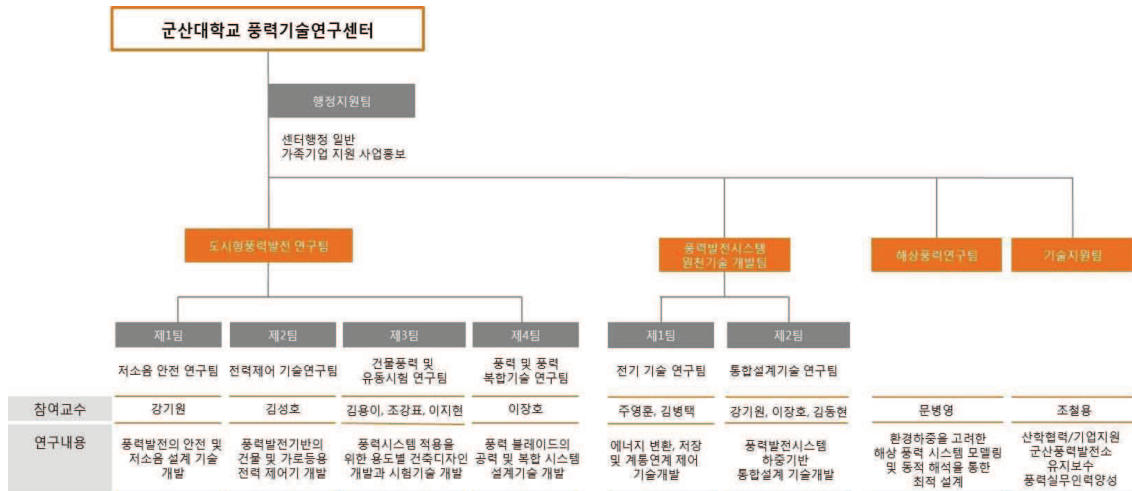 군산대학교 풍력기술연구센터
행정지원팀
센터행정 일반
가족기업 지원 사업홍보
도시형풍력발전 연구팀
풍력발전시스템
원천기술 개발팀
해상풍력연구팀
기술지원팀
제1팀
제2팀
제3팀
제4팀
제1팀
제2팀
저소음 안전 연구팀
전력제어 기술연구팀
건물풍력 및
유동시험 연구팀
풍력 및 풍력
복합기술 연구팀
전기 기술 연구팀
통합설계기술 연구팀
참여교수
강기원
김성호
김용이, 조강표, 이지현
이장호
주영훈, 김병택
강기원, 이장호, 김동현
문병영
조철용
연구내용
풍력발전의 안전 및
저소음 설계 기술
개발
풍력발전기반의
건물 및 가로등용
전력 제어기 개발
풍력시스템 적용을
위한 용도별 건축디자인
개발과 시험기술 개발
풍력 블레이드의
공력 및 복합 시스템
설계기술 개발
에너지 변환, 저장
및 계통연계 제어
기술개발
풍력발전시스템
하중기반
통합설계 기술개발
환경하중을 고려한
해상 풍력 시스템 모델링
및 동적 해석을 통한
최적 설계
산학협력/기업지원
군산풍력발전소
유지보수
풍력실무인력양성